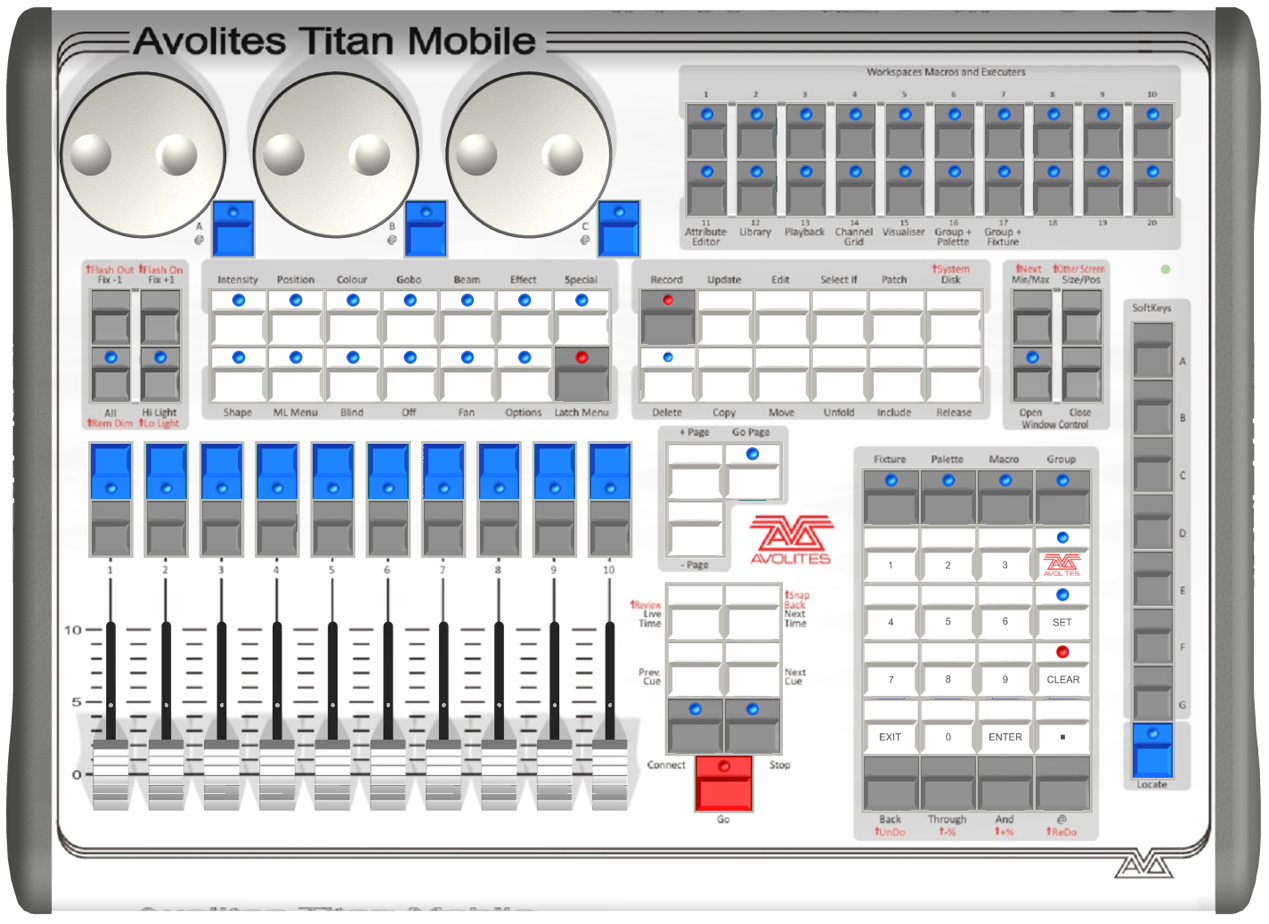 Avolites Titan Mobile
Workspaces Macros and Executers
1 2 3 4 5 6 7 8 9 10
11 12 13 14 15 16 17 18 19 20
Attribute Editor
Library
Playback
Channel Grid
Visualiser
Group + Palette
Group + Fixture
A
@
B
@
C
@
↑Flash Out ↑Flash On
Fix -1 Fix +1
All Hi Light
↑Rem Dim ↑Lo Light
Intensity Position Colour Gobo Beam Effect Special
Shape ML Menu Blind Off Fan Options Latch Menu
↑System
Record Update Edit Select If Patch Disk
Delete Copy Move Unfold Include Release
↑Next ↑Other Screen
Min/Max Size/Pos
Open Close
Window Control
SoftKeys
A
B
C
D
E
F
G
Locate
+ Page Go Page
- Page
AVOLITES
1 2 3 4 5 6 7 8 9 10
10
5
0
↑Review
Live
Time
↑Snap
Back
Next
Time
Prev.
Cue
Next
Cue
Connect Stop
Go
Fixture Palette Macro Group
1 2 3 AVOLITES
4 5 6 SET
7 8 9 CLEAR
EXIT 0 ENTER ▪
Back Through And @
↑UnDo ↑-% ↑+% ↑ReDo
AVO